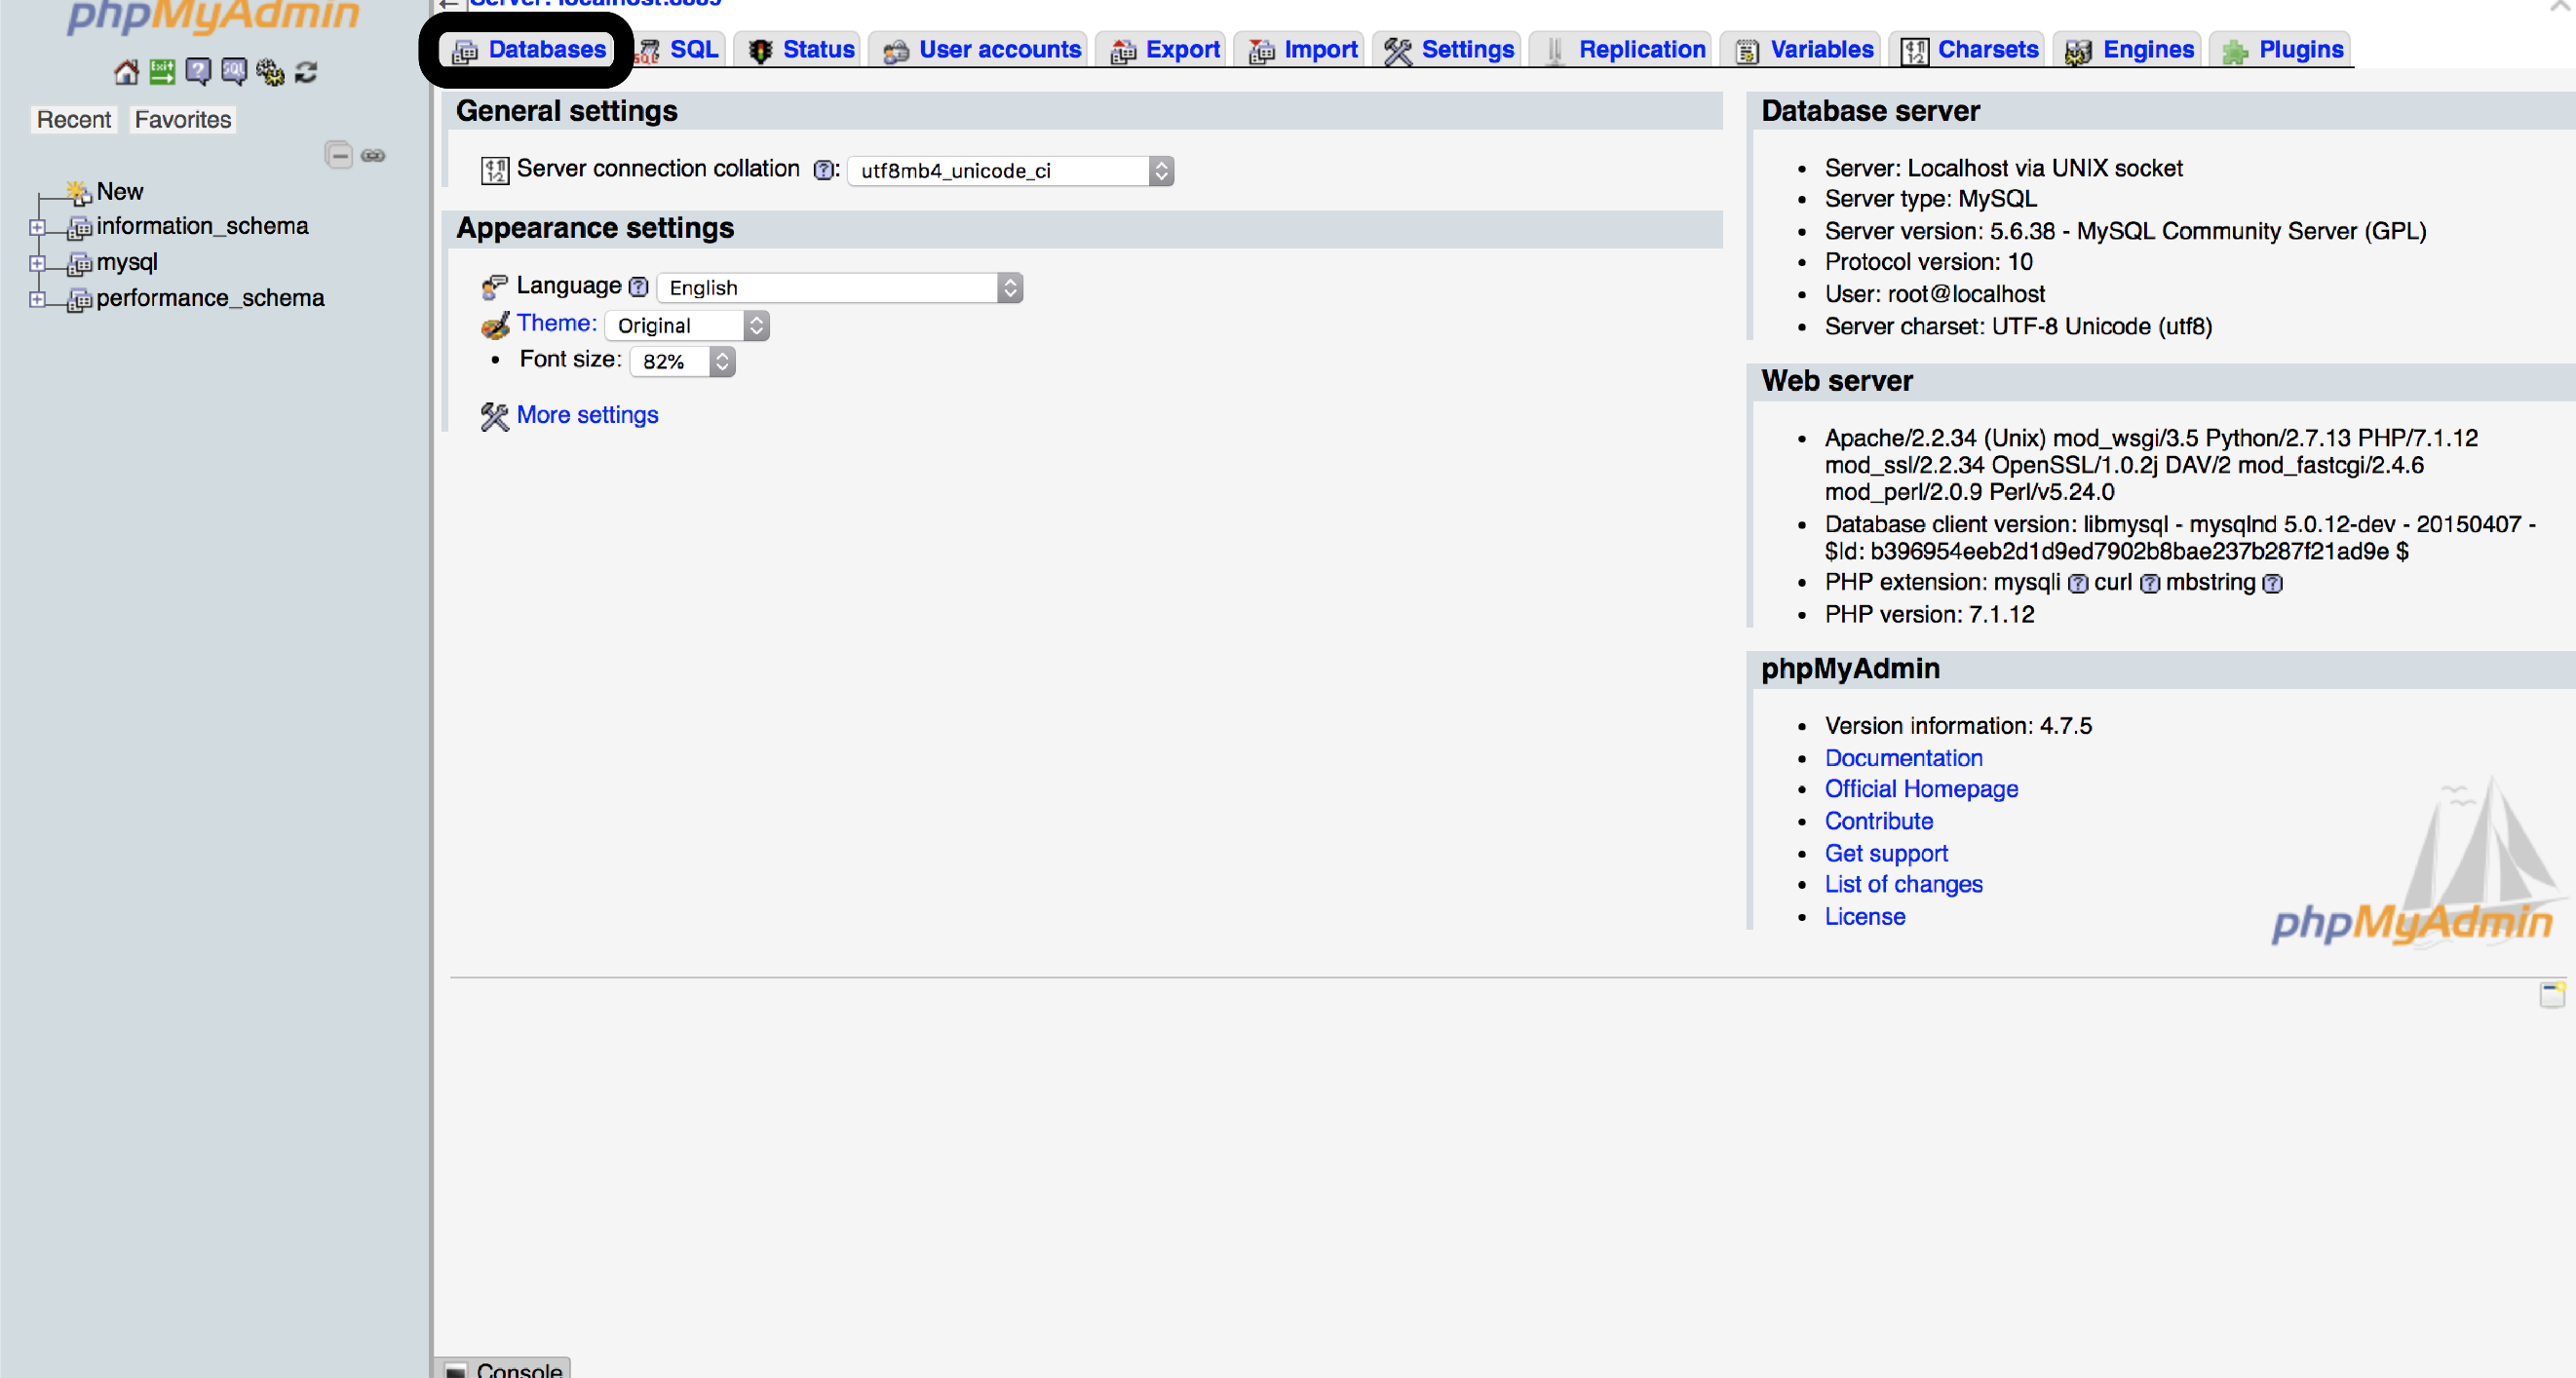 phpMyAdmin
Recent Favorites
New
information_schema
mysql
performance_schema
Server: localhost:8889
Databases SQL Status User accounts Export Import Settings Replication Variables Charsets Engines Plugins
General settings
Server connection collation : utf8mb4_unicode_ci
Appearance settings
Language English
Theme: Original
• Font size: 82%
More settings
Database server
• Server: Localhost via UNIX socket
• Server type: MySQL
• Server version: 5.6.38 - MySQL Community Server (GPL)
• Protocol version: 10
• User: root@localhost
• Server charset: UTF-8 Unicode (utf8)
Web server
• Apache/2.2.34 (Unix) mod_wsgi/3.5 Python/2.7.13 PHP/7.1.12
mod_ssl/2.2.34 OpenSSL/1.0.2j DAV/2 mod_fastcgi/2.4.6
mod_perl/2.0.9 Perl/v5.24.0
• Database client version: libmysql - mysqlnd 5.0.12-dev - 20150407 -
$Id: b396954eeb2d1d9ed7902b8bae237b287f21ad9e $
• PHP extension: mysqli curl mbstring
• PHP version: 7.1.12
phpMyAdmin
• Version information: 4.7.5
• Documentation
• Official Homepage
• Contribute
• Get support
• List of changes
• License
phpMyAdmin
Console